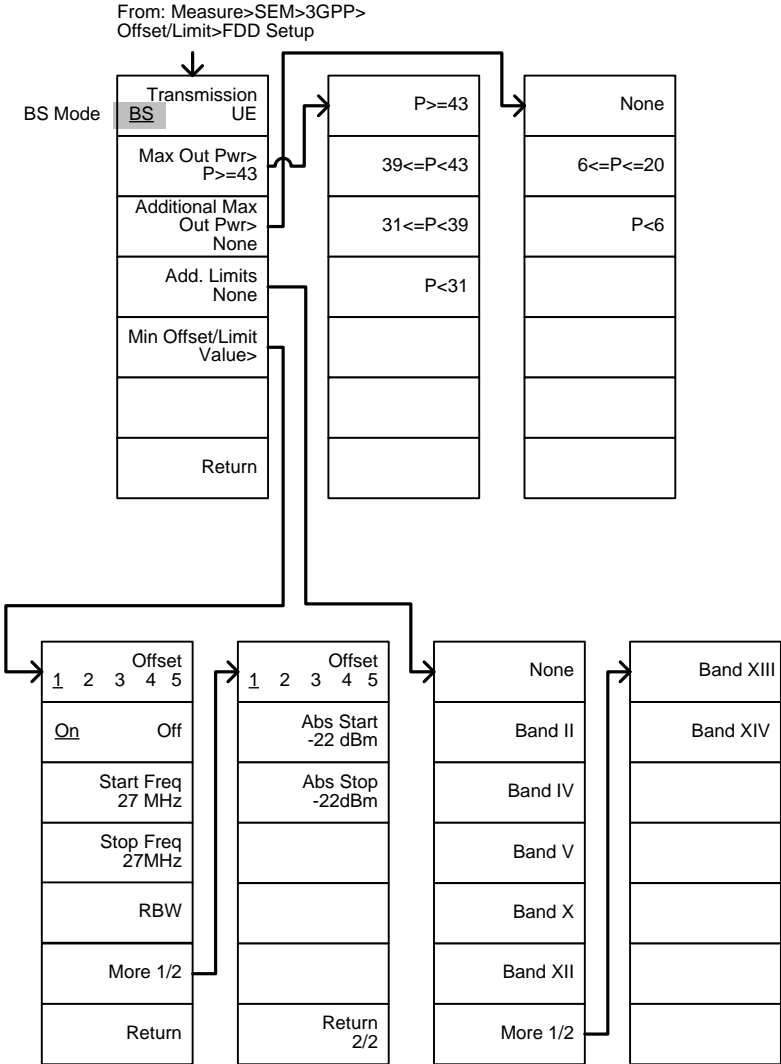 From: Measure>SEM>3GPP>
Offset/Limit>FDD Setup
BS Mode
Transmission
BS UE
Max Out Pwr>
P>=43
Additional Max
Out Pwr>
None
Add. Limits
None
Min Offset/Limit
Value>
Return
P>=43
39<=P<43
31<=P<39
P<31
None
6<=P<=20
P<6
Offset
1 2 3 4 5
On Off
Start Freq
27 MHz
Stop Freq
27MHz
RBW
More 1/2
Return
Offset
1 2 3 4 5
Abs Start
-22 dBm
Abs Stop
-22dBm
Return
2/2
None
Band II
Band IV
Band V
Band X
Band XII
More 1/2
Band XIII
Band XIV